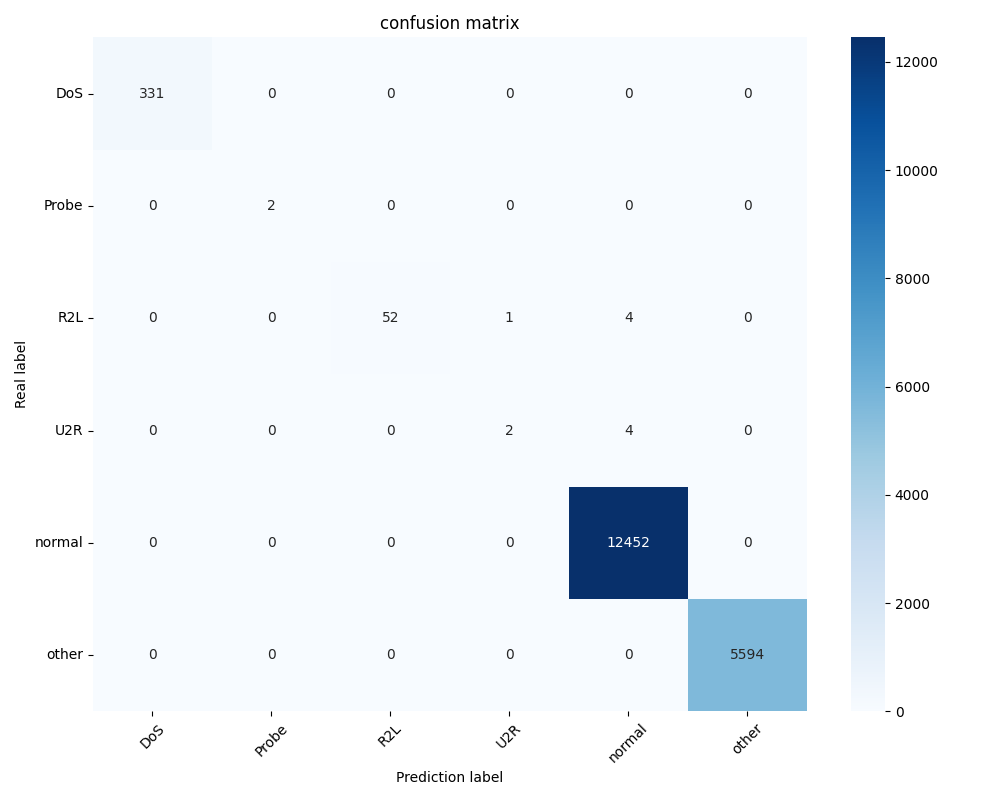 confusion matrix
DoS 331 0 0 0 0 0
Probe 0 2 0 0 0 0
R2L 0 0 52 1 4 0
U2R 0 0 0 2 4 0
normal 0 0 0 0 12452 0
other 0 0 0 0 0 5594
DoS Probe R2L U2R normal other
Real label
Prediction label
12000
10000
8000
6000
4000
2000
0